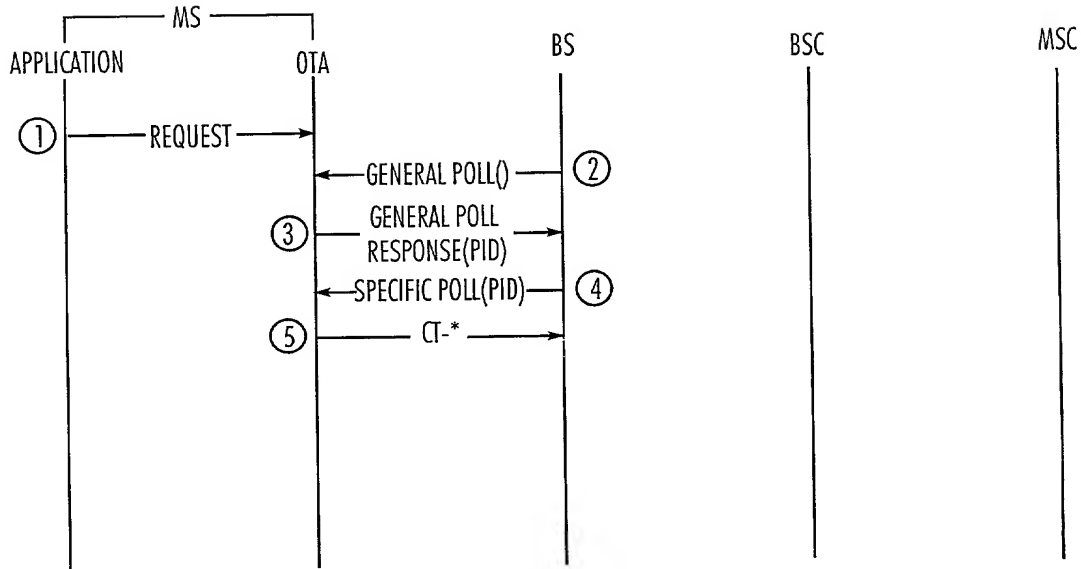 MS
APPLICATION OTA BS BSC MSC
1 REQUEST
GENERAL POLL() 2
3 GENERAL POLL
RESPONSE(PID)
SPECIFIC POLL(PID) 4
5 CT-*